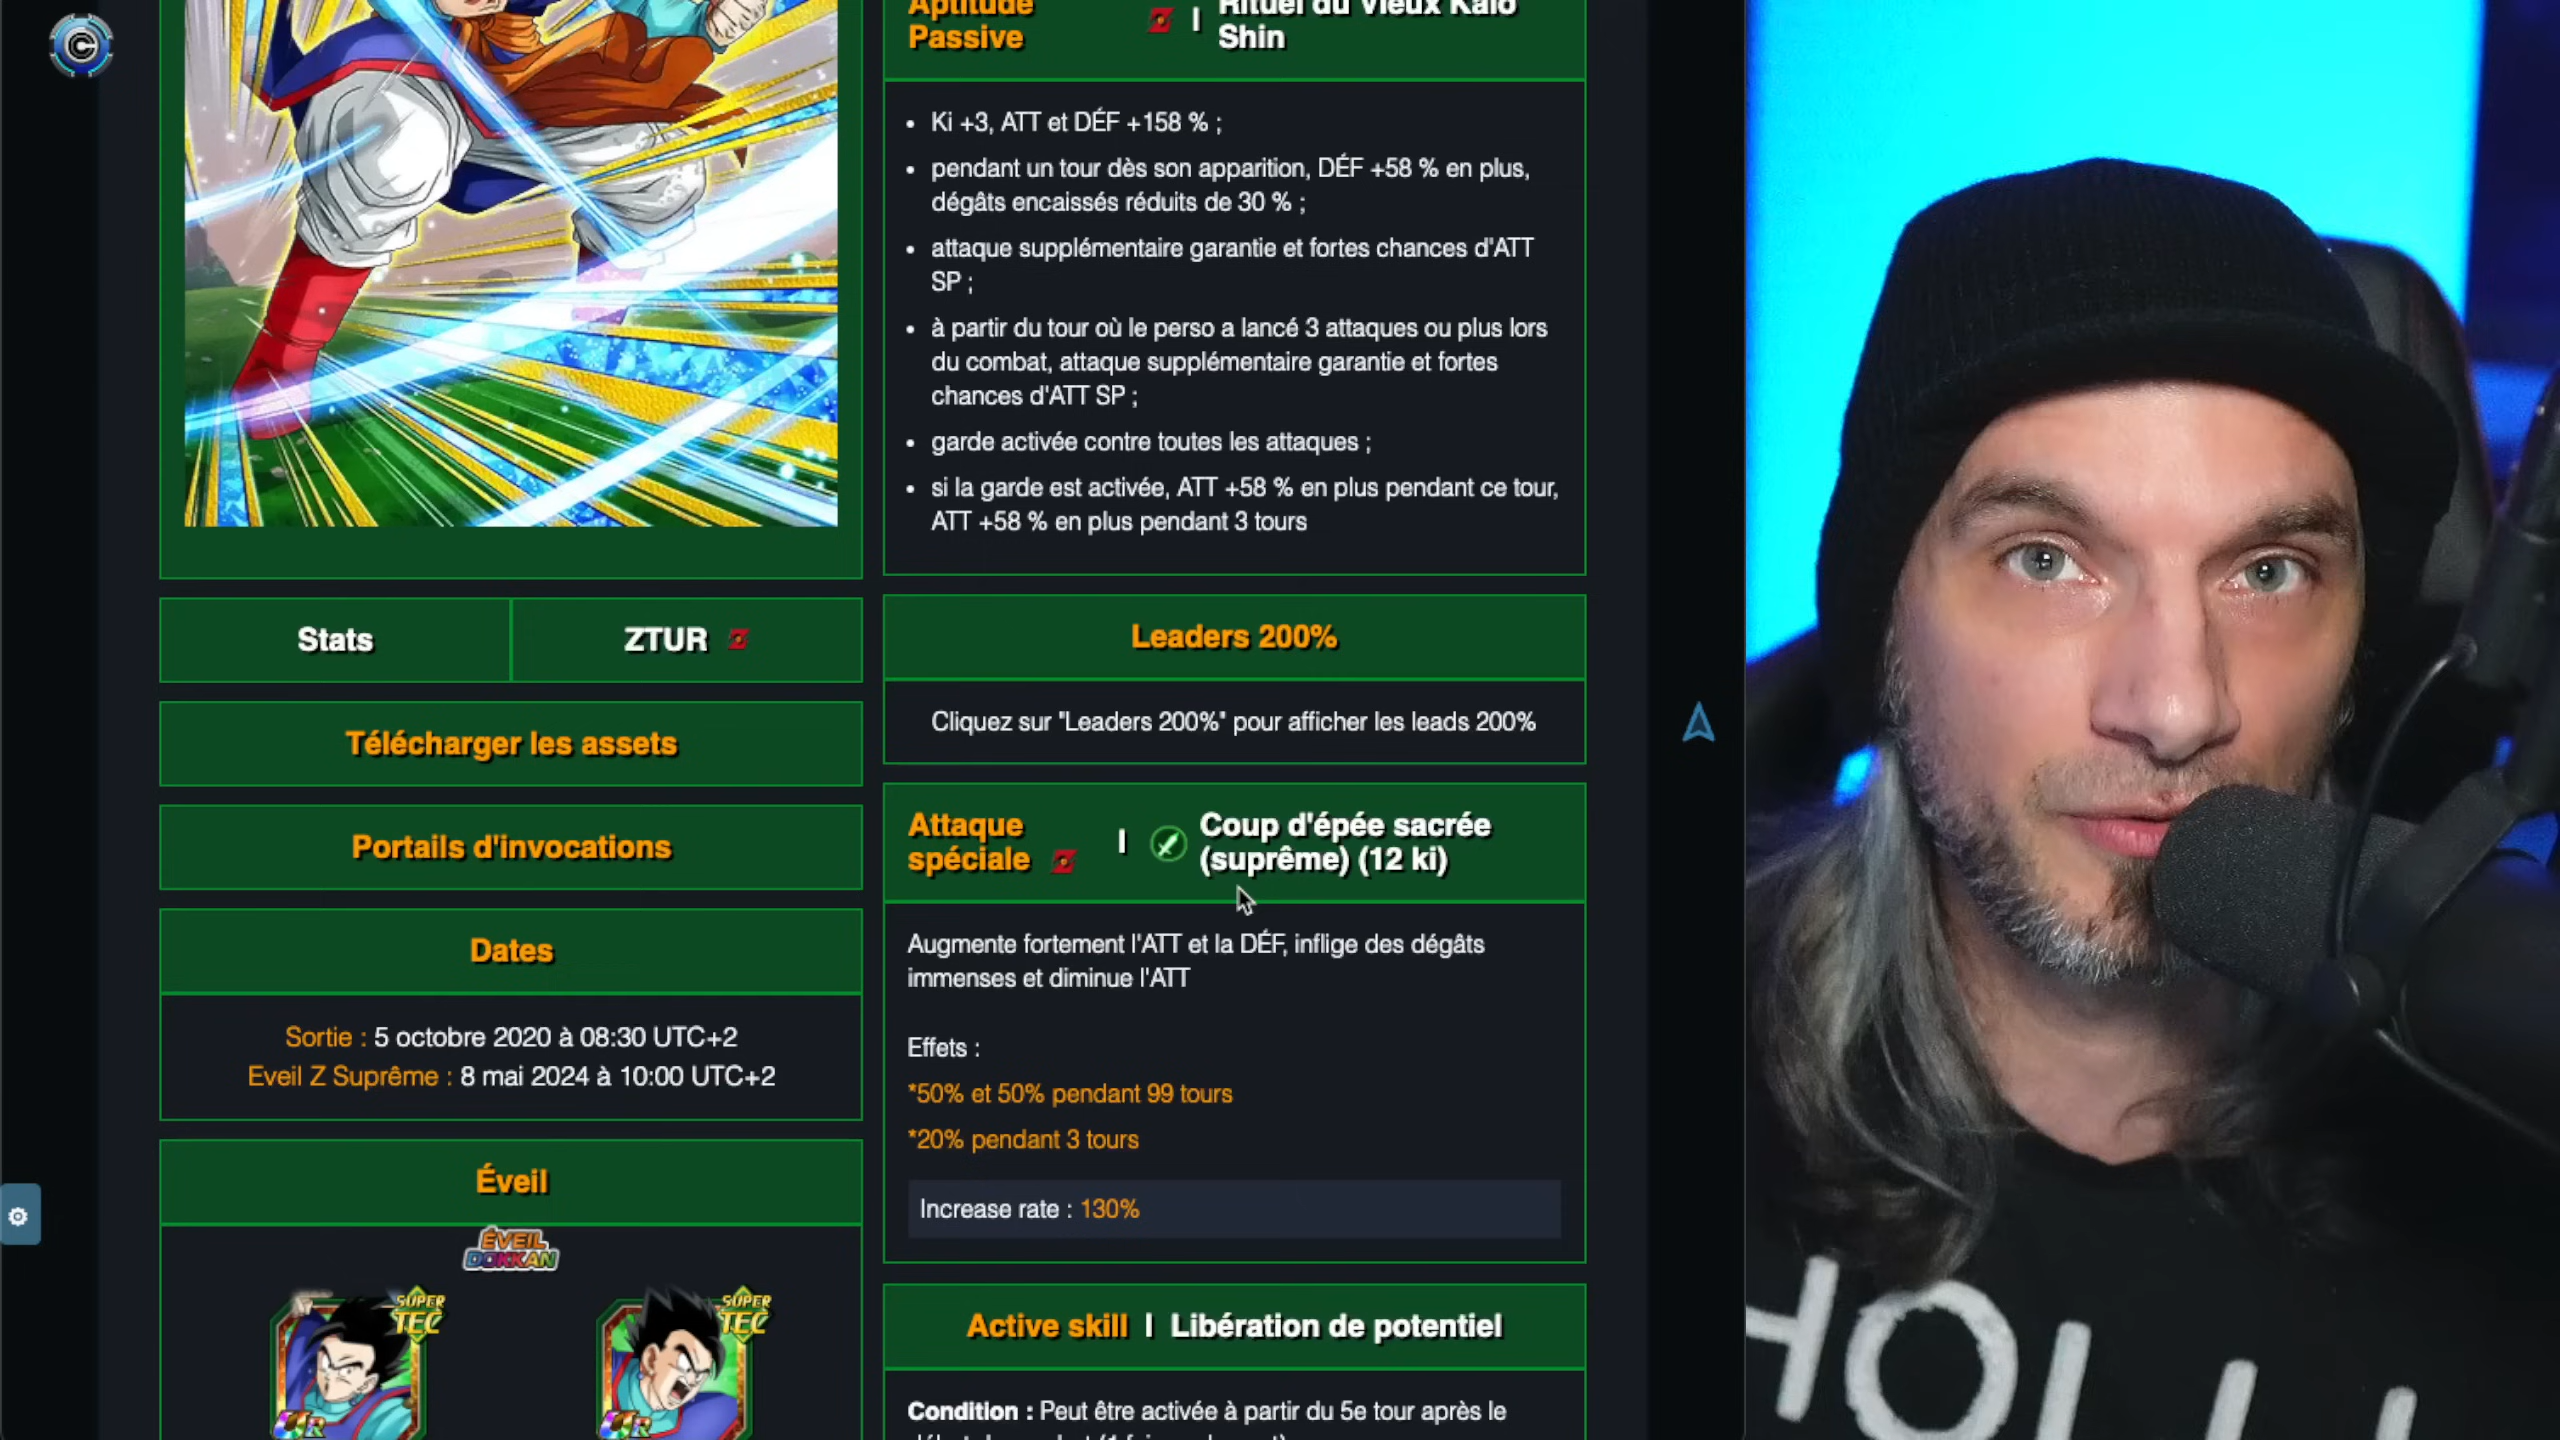 Aptitude
Passive
I
Rituel du Vieux Kaio
Shin
Ki +3, ATT et DÉF +158 % ;
pendant un tour dès son apparition, DÉF +58 % en plus,
dégâts encaissés réduits de 30 % ;
attaque supplémentaire garantie et fortes chances d'ATT
SP ;
à partir du tour où le perso a lancé 3 attaques ou plus lors
du combat, attaque supplémentaire garantie et fortes
chances d'ATT SP ;
garde activée contre toutes les attaques ;
si la garde est activée, ATT +58 % en plus pendant ce tour,
ATT +58 % en plus pendant 3 tours
Stats
ZTUR
Z
Télécharger les assets
Portails d'invocations
Dates
Sortie : 5 octobre 2020 à 08:30 UTC+2
Eveil Z Suprême : 8 mai 2024 à 10:00 UTC+2
Éveil
ÉVEIL
DOKKAN
SUPER
TEC
SUPER
TEC
UR
UR
Leaders 200%
Cliquez sur "Leaders 200%" pour afficher les leads 200%
Attaque
spéciale
I
Coup d'épée sacrée
(suprême) (12 ki)
Augmente fortement l'ATT et la DÉF, inflige des dégâts
immenses et diminue l'ATT
Effets :
*50% et 50% pendant 99 tours
*20% pendant 3 tours
Increase rate : 130%
Active skill I Libération de potentiel
Condition : Peut être activée à partir du 5e tour après le